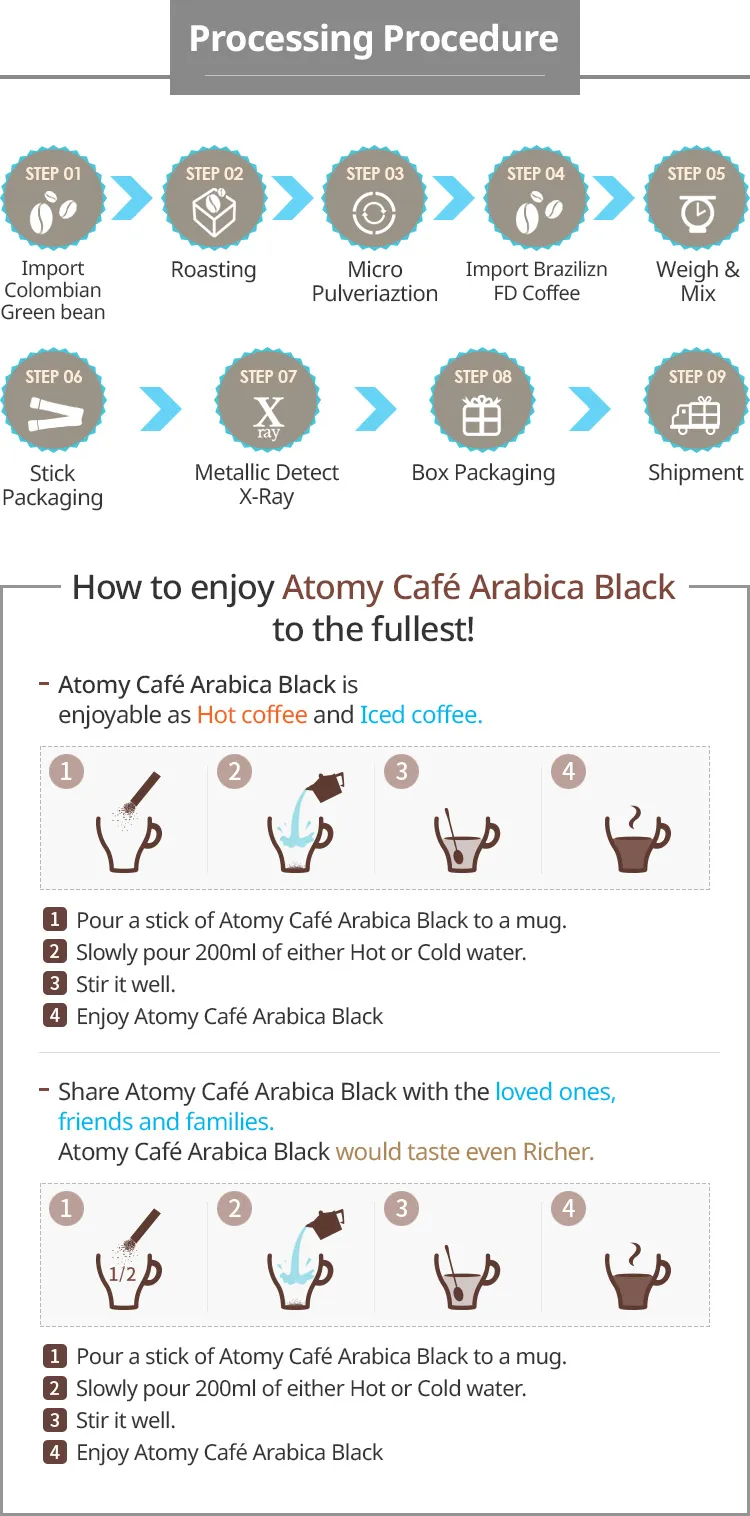 Processing Procedure
STEP 01
STEP 02
STEP 03
STEP 04
STEP 05
Import
Colombian
Green bean
Roasting
Micro
Pulveriaztion
Import Brazilizn
FD Coffee
Weigh &
Mix
STEP 06
STEP 07
STEP 08
STEP 09
X
ray
Stick
Packaging
Metallic Detect
X-Ray
Box Packaging
Shipment
How to enjoy Atomy Café Arabica Black
to the fullest!
- Atomy Café Arabica Black is
enjoyable as Hot coffee and Iced coffee.
1
2
3
4
1 Pour a stick of Atomy Café Arabica Black to a mug.
2 Slowly pour 200ml of either Hot or Cold water.
3 Stir it well.
4 Enjoy Atomy Café Arabica Black
- Share Atomy Café Arabica Black with the loved ones,
friends and families.
Atomy Café Arabica Black would taste even Richer.
1
2
3
4
1/2
1 Pour a stick of Atomy Café Arabica Black to a mug.
2 Slowly pour 200ml of either Hot or Cold water.
3 Stir it well.
4 Enjoy Atomy Café Arabica Black